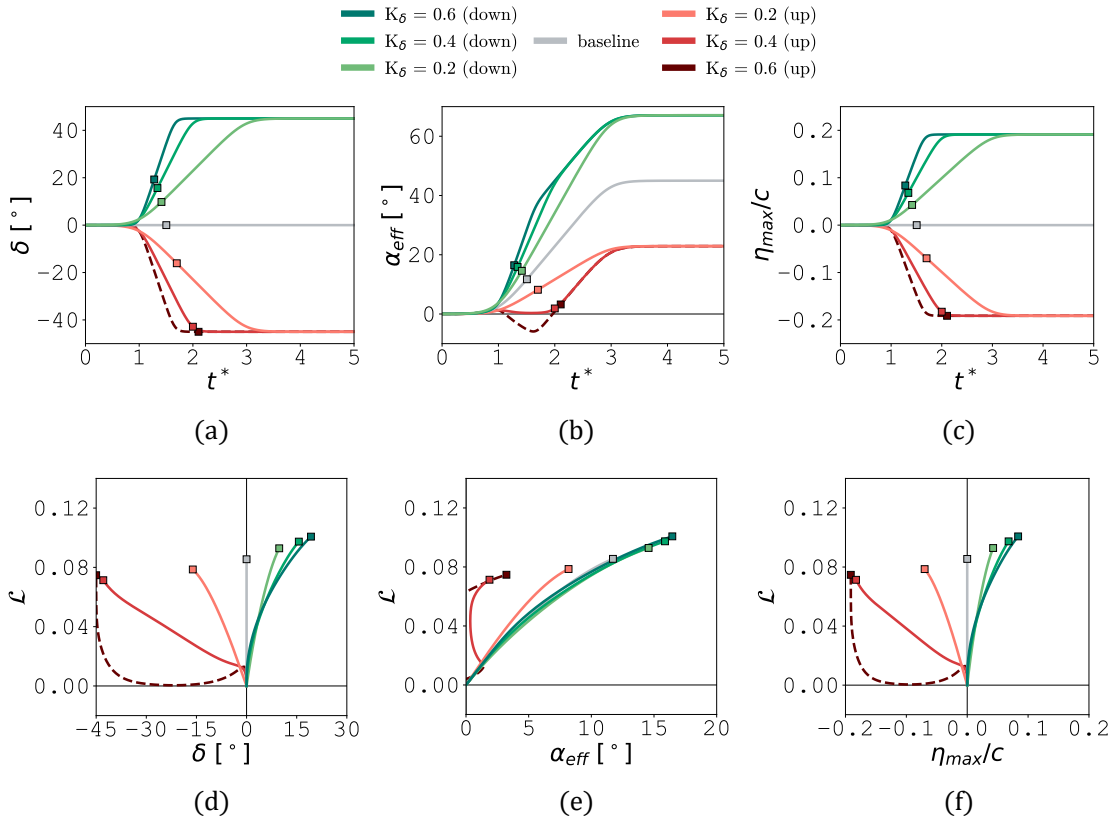 K_δ = 0.6 (down)
K_δ = 0.4 (down)
K_δ = 0.2 (down)
baseline
K_δ = 0.2 (up)
K_δ = 0.4 (up)
K_δ = 0.6 (up)
40
20
0
−20
−40
δ [°]
0 1 2 3 4 5
t*
(a)
60
40
20
0
α_eff [°]
0 1 2 3 4 5
t*
(b)
0.2
0.1
0.0
−0.1
−0.2
η_max/c
0 1 2 3 4 5
t*
(c)
0.12
0.08
0.04
0.00
ℒ
−45 −30 −15 0 15 30
δ [°]
(d)
0.12
0.08
0.04
0.00
ℒ
0 5 10 15 20
α_eff [°]
(e)
0.12
0.08
0.04
0.00
ℒ
−0.2 −0.1 0.0 0.1 0.2
η_max/c
(f)